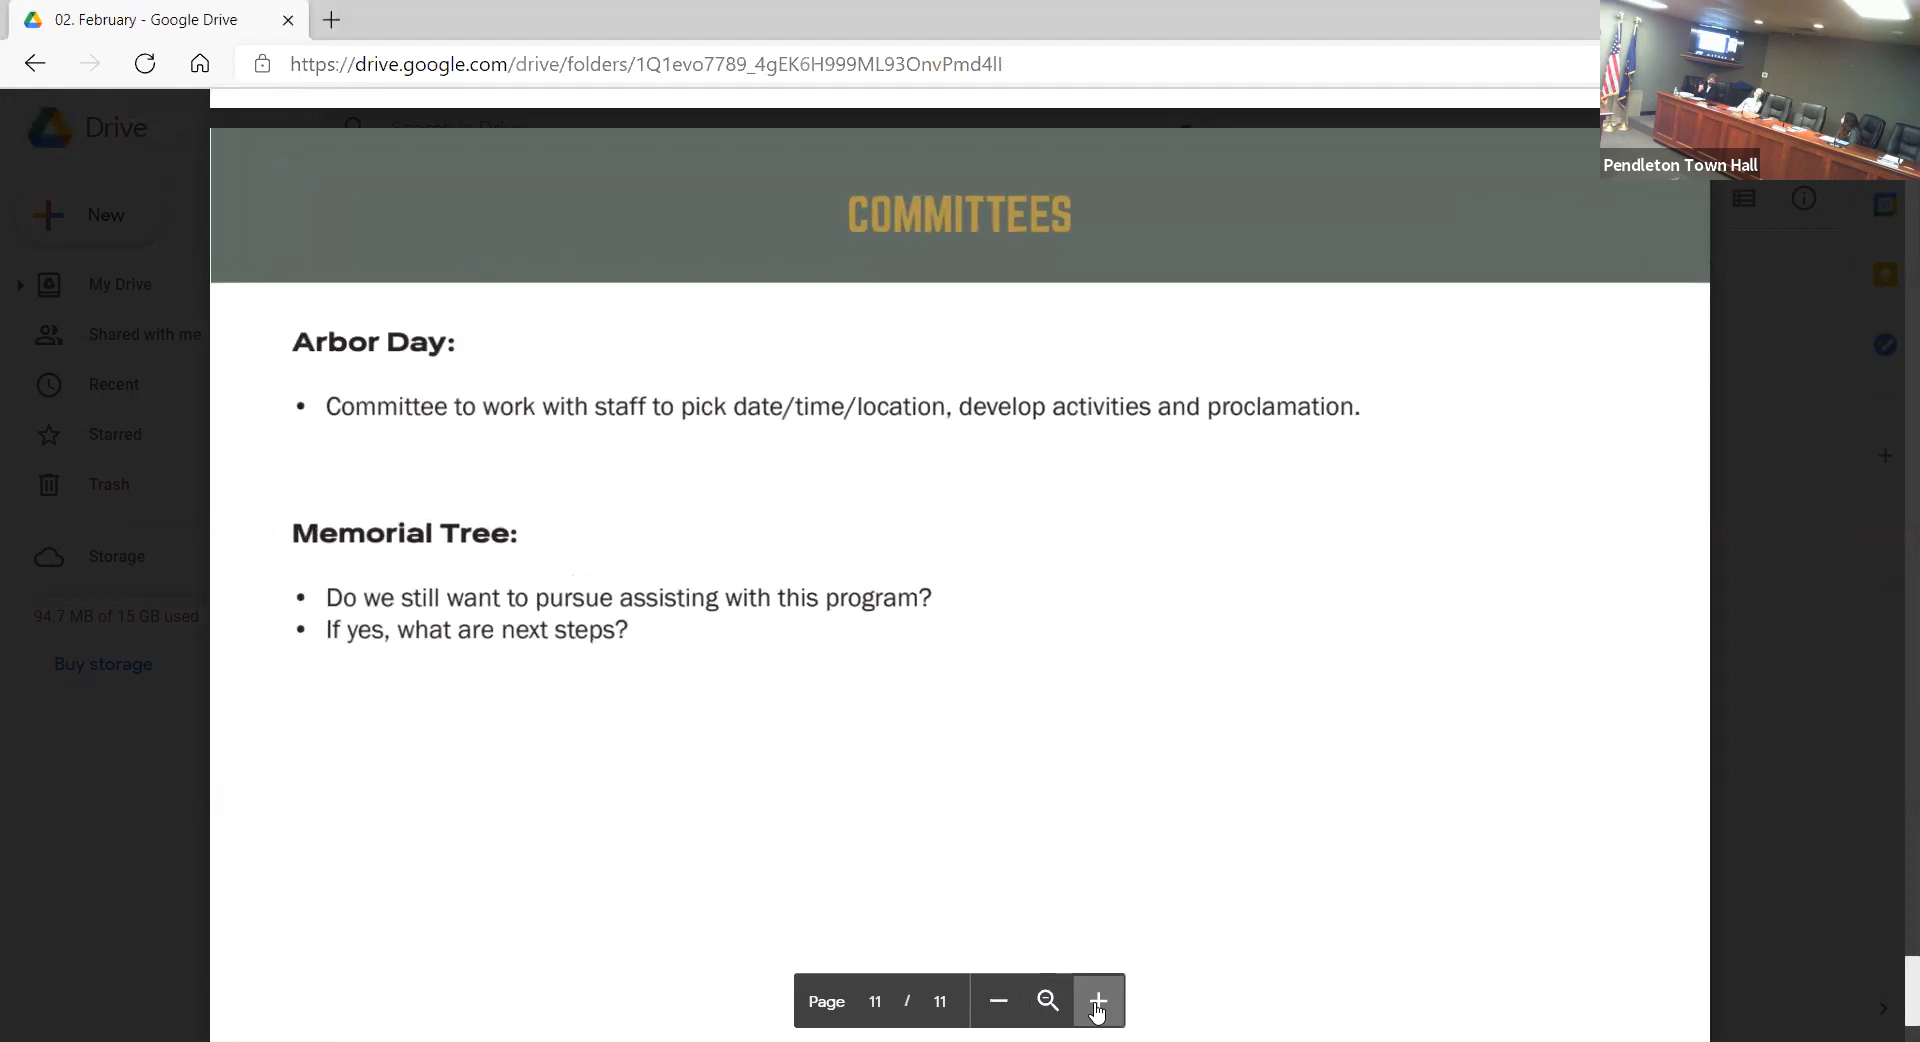 02. February - Google Drive
https://drive.google.com/drive/folders/1Q1evo7789_4gEK6H999ML93OnvPmd4lI
Pendleton Town Hall
Drive
Search in Drive
New
My Drive
Shared with me
Recent
Starred
Trash
Storage
94.7 MB of 15 GB used
Buy storage
COMMITTEES
Arbor Day:
• Committee to work with staff to pick date/time/location, develop activities and proclamation.
Memorial Tree:
• Do we still want to pursue assisting with this program?
• If yes, what are next steps?
Page 11 / 11